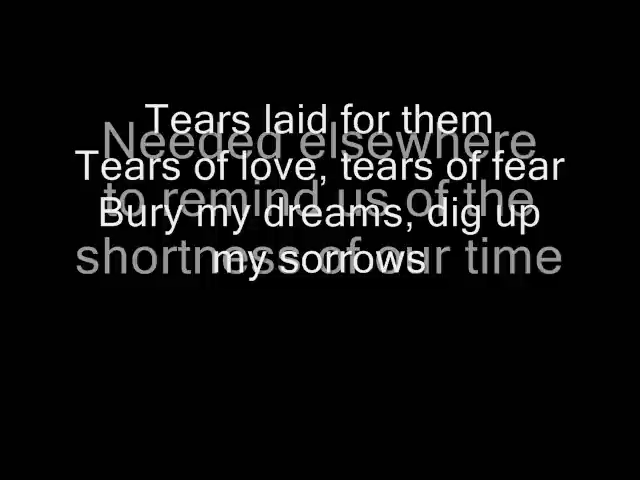 Tears laid for them
Needed elsewhere
Tears of love, tears of fear
to remind us of the
Bury my dreams, dig up
shortness of our time
my sorrows